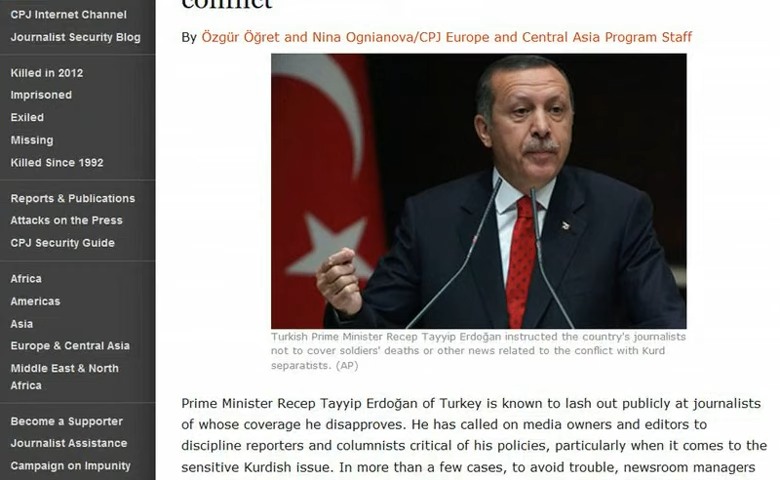 CPJ Internet Channel
Journalist Security Blog
Killed in 2012
Imprisoned
Exiled
Missing
Killed Since 1992
Reports & Publications
Attacks on the Press
CPJ Security Guide
Africa
Americas
Asia
Europe & Central Asia
Middle East & North
Africa
Become a Supporter
Journalist Assistance
Campaign on Impunity
conflict
By Özgür Öğret and Nina Ognianova/CPJ Europe and Central Asia Program Staff
Turkish Prime Minister Recep Tayyip Erdoğan instructed the country's journalists
not to cover soldiers' deaths or other news related to the conflict with Kurd
separatists. (AP)
Prime Minister Recep Tayyip Erdoğan of Turkey is known to lash out publicly at journalists
of whose coverage he disapproves. He has called on media owners and editors to
discipline reporters and columnists critical of his policies, particularly when it comes to the
sensitive Kurdish issue. In more than a few cases, to avoid trouble, newsroom managers